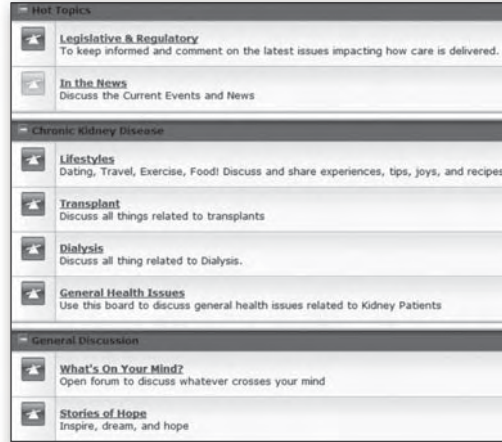 Hot Topics
Legislative & Regulatory
To keep informed and comment on the latest issues impacting how care is delivered.
In the News
Discuss the Current Events and News
Chronic Kidney Disease
Lifestyles
Dating, Travel, Exercise, Food! Discuss and share experiences, tips, joys, and recipes
Transplant
Discuss all things related to transplants
Dialysis
Discuss all thing related to Dialysis.
General Health Issues
Use this board to discuss general health issues related to Kidney Patients
General Discussion
What's On Your Mind?
Open forum to discuss whatever crosses your mind
Stories of Hope
Inspire, dream, and hope